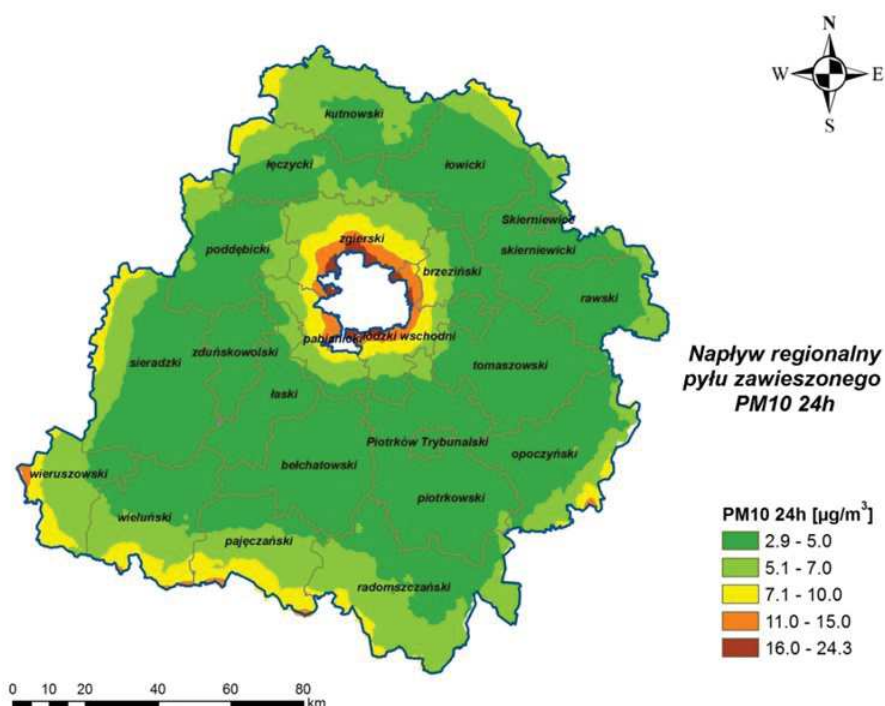 N
W E
S
kutnowski
łęczycki
łowicki
Skierniewice
zgierski
poddębicki
brzeziński
skierniewicki
rawski
pabianicki
łódzki wschodni
sieradzki
zduńskowolski
tomaszowski
łaski
Napływ regionalny
pyłu zawieszonego
PM10 24h
Piotrków Trybunalski
opoczyński
wieruszowski
bełchatowski
piotrkowski
wieluński
pajęczański
radomszczański
PM10 24h [µg/m³]
2.9 - 5.0
5.1 - 7.0
7.1 - 10.0
11.0 - 15.0
16.0 - 24.3
0 10 20 40 60 80
km